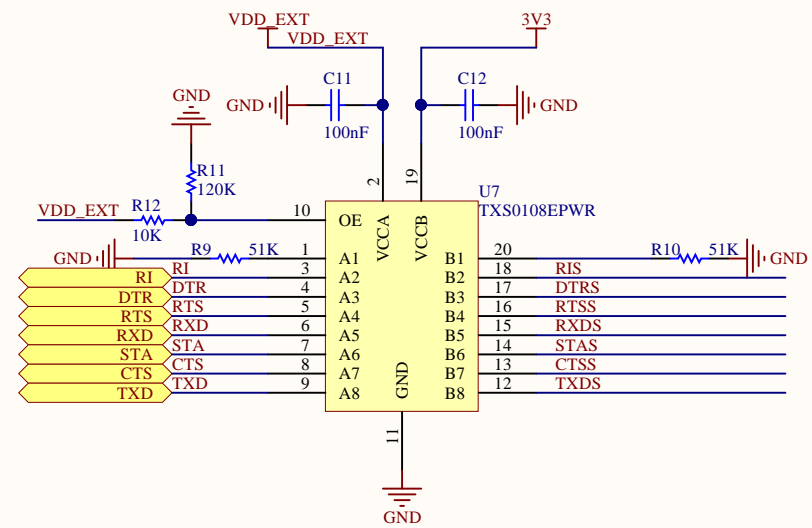 VDD_EXT
VDD_EXT
3V3
C11
C12
GND
GND
GND
100nF
100nF
R11
120K
2
19
U7
TXS0108EPWR
R12
VDD_EXT
10K
10
OE
VCCA
VCCB
GND
R9
51K
1
A1
B1
20
R10
51K
GND
RI
RI
3
A2
B2
18
RIS
DTR
DTR
4
A3
B3
17
DTRS
RTS
RTS
5
A4
B4
16
RTSS
RXD
RXD
6
A5
B5
15
RXDS
STA
STA
7
A6
B6
14
STAS
CTS
CTS
8
A7
B7
13
CTSS
TXD
TXD
9
A8
GND
B8
12
TXDS
11
GND